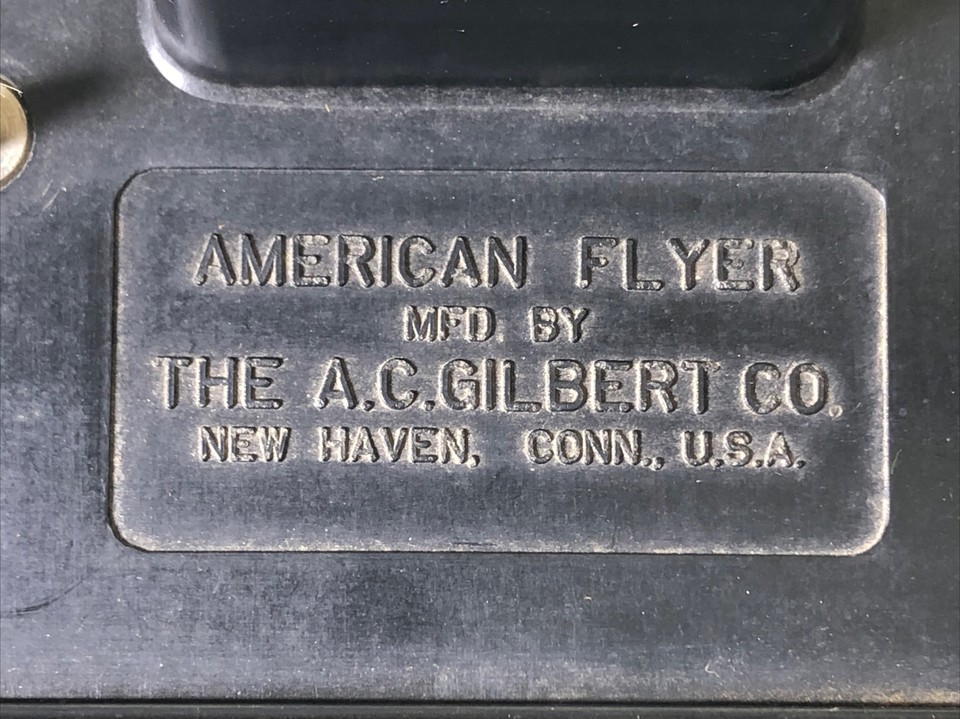 AMERICAN FLYER
MFD. BY
THE A.C.GILBERT CO.
NEW HAVEN, CONN., U.S.A.